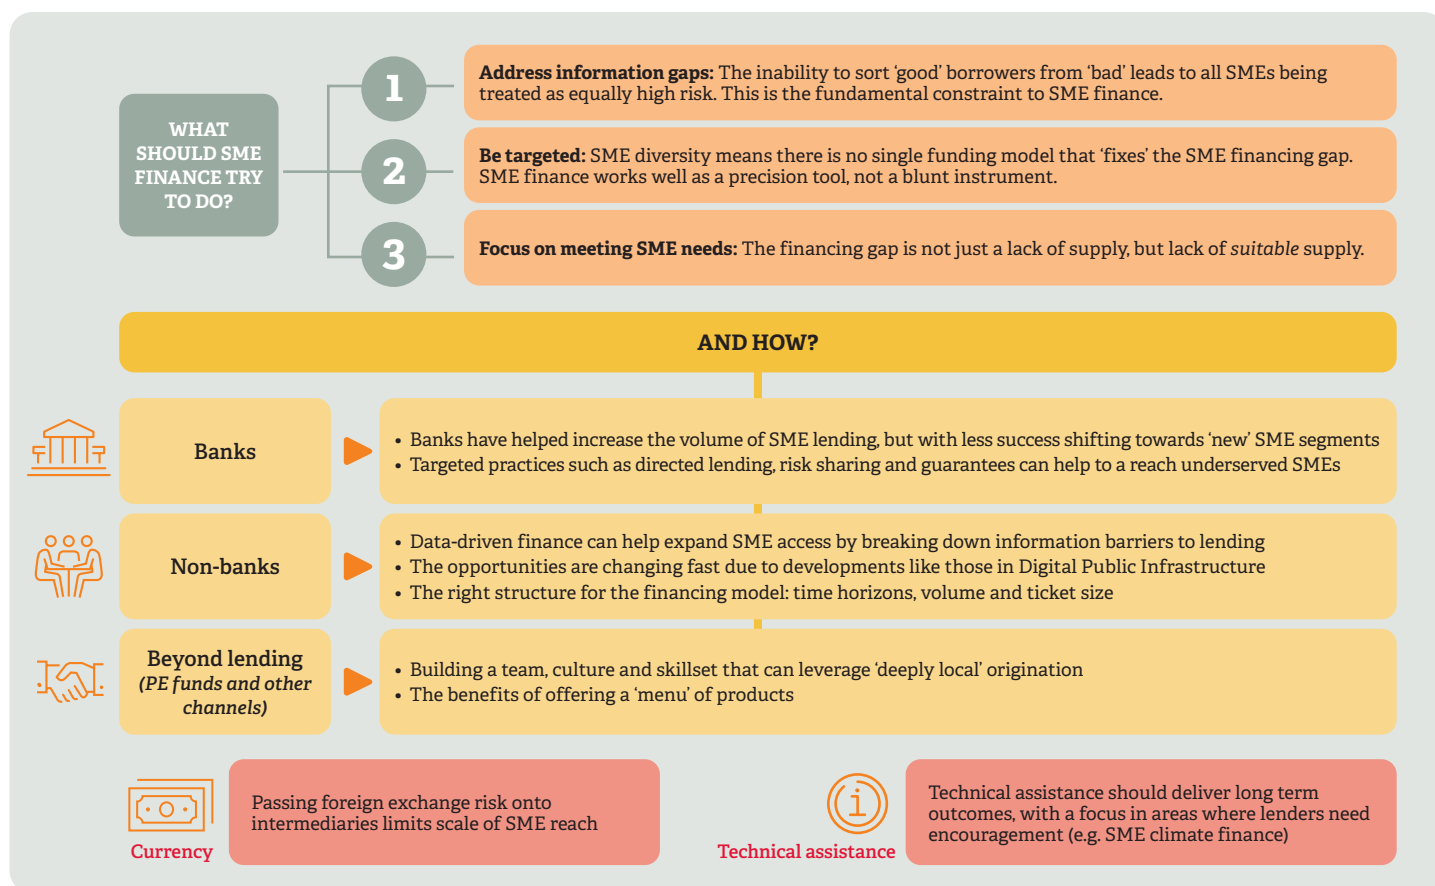 WHAT
SHOULD SME
FINANCE TRY
TO DO?
1
Address information gaps: The inability to sort ‘good’ borrowers from ‘bad’ leads to all SMEs being
treated as equally high risk. This is the fundamental constraint to SME finance.
2
Be targeted: SME diversity means there is no single funding model that ‘fixes’ the SME financing gap.
SME finance works well as a precision tool, not a blunt instrument.
3
Focus on meeting SME needs: The financing gap is not just a lack of supply, but lack of suitable supply.
AND HOW?
Banks
• Banks have helped increase the volume of SME lending, but with less success shifting towards ‘new’ SME segments
• Targeted practices such as directed lending, risk sharing and guarantees can help to a reach underserved SMEs
Non-banks
• Data-driven finance can help expand SME access by breaking down information barriers to lending
• The opportunities are changing fast due to developments like those in Digital Public Infrastructure
• The right structure for the financing model: time horizons, volume and ticket size
Beyond lending
(PE funds and other
channels)
• Building a team, culture and skillset that can leverage ‘deeply local’ origination
• The benefits of offering a ‘menu’ of products
Currency
Passing foreign exchange risk onto
intermediaries limits scale of SME reach
i
Technical assistance
Technical assistance should deliver long term
outcomes, with a focus in areas where lenders need
encouragement (e.g. SME climate finance)